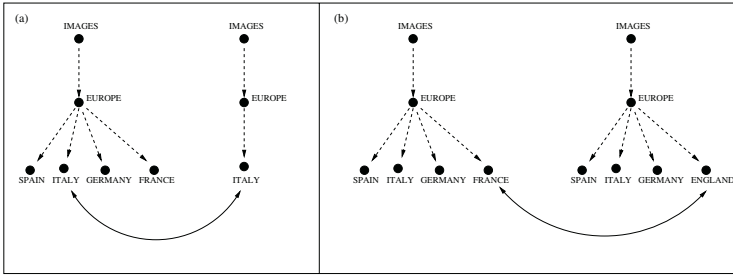 (a)
IMAGES
IMAGES
EUROPE
EUROPE
SPAIN ITALY GERMANY FRANCE
ITALY
(b)
IMAGES
IMAGES
EUROPE
EUROPE
SPAIN ITALY GERMANY FRANCE
SPAIN ITALY GERMANY ENGLAND